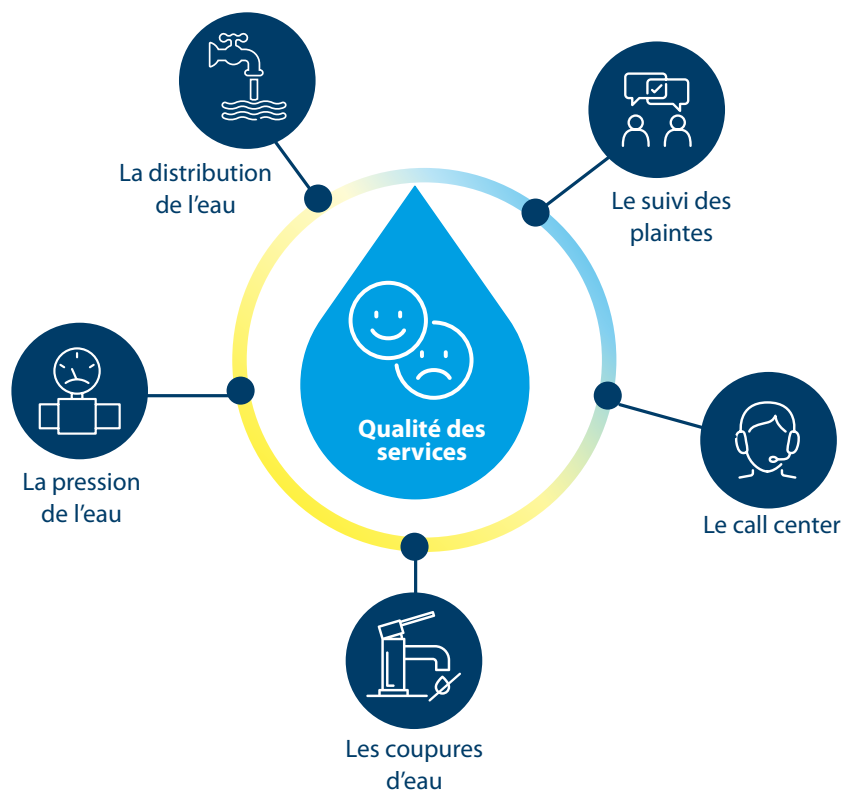 La distribution
de l’eau
Le suivi des
plaintes
Qualité des
services
La pression
de l’eau
Le call center
Les coupures
d’eau